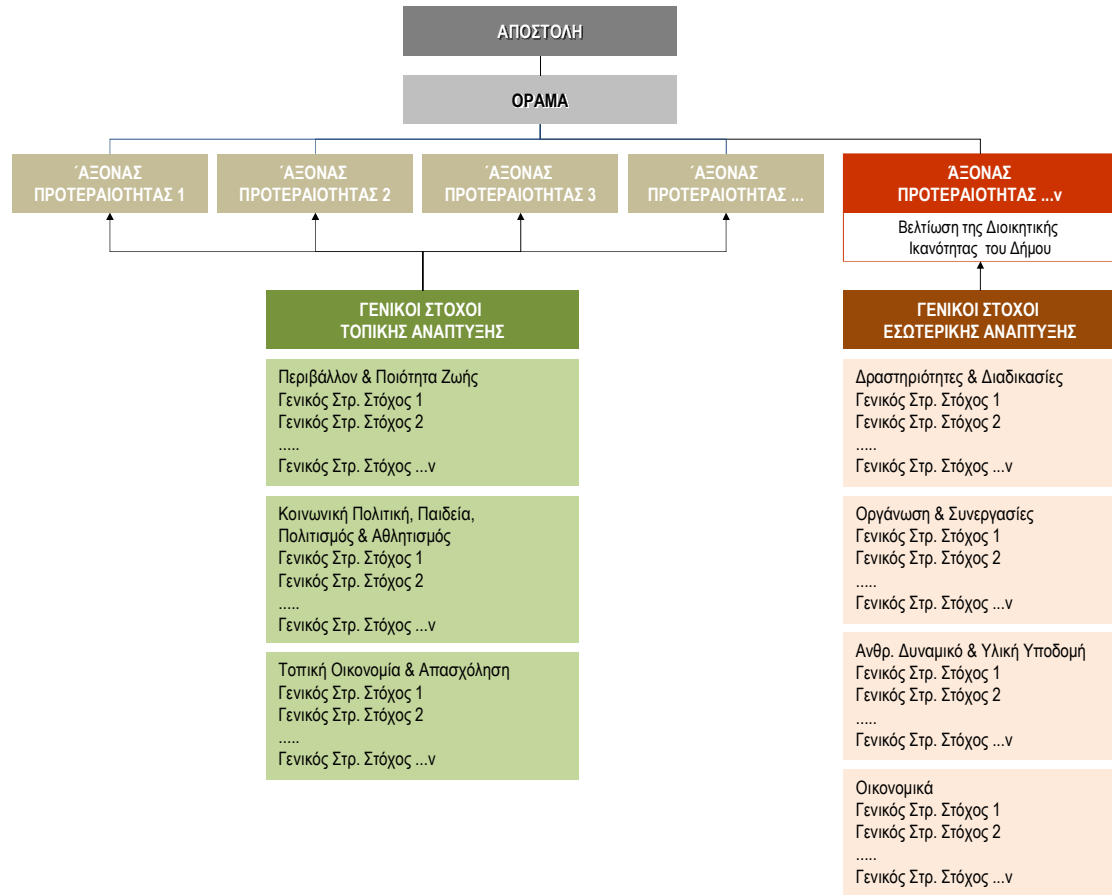 ΑΠΟΣΤΟΛΗ
ΟΡΑΜΑ
΄ΑΞΟΝΑΣ
ΠΡΟΤΕΡΑΙΟΤΗΤΑΣ 1
΄ΑΞΟΝΑΣ
ΠΡΟΤΕΡΑΙΟΤΗΤΑΣ 2
΄ΑΞΟΝΑΣ
ΠΡΟΤΕΡΑΙΟΤΗΤΑΣ 3
΄ΑΞΟΝΑΣ
ΠΡΟΤΕΡΑΙΟΤΗΤΑΣ ...
ΆΞΟΝΑΣ
ΠΡΟΤΕΡΑΙΟΤΗΤΑΣ ...ν
Βελτίωση της Διοικητικής
Ικανότητας του Δήμου
ΓΕΝΙΚΟΙ ΣΤΟΧΟΙ
ΤΟΠΙΚΗΣ ΑΝΑΠΤΥΞΗΣ
Περιβάλλον & Ποιότητα Ζωής
Γενικός Στρ. Στόχος 1
Γενικός Στρ. Στόχος 2
.....
Γενικός Στρ. Στόχος ...ν
Κοινωνική Πολιτική, Παιδεία,
Πολιτισμός & Αθλητισμός
Γενικός Στρ. Στόχος 1
Γενικός Στρ. Στόχος 2
.....
Γενικός Στρ. Στόχος ...ν
Τοπική Οικονομία & Απασχόληση
Γενικός Στρ. Στόχος 1
Γενικός Στρ. Στόχος 2
.....
Γενικός Στρ. Στόχος ...ν
ΓΕΝΙΚΟΙ ΣΤΟΧΟΙ
ΕΣΩΤΕΡΙΚΗΣ ΑΝΑΠΤΥΞΗΣ
Δραστηριότητες & Διαδικασίες
Γενικός Στρ. Στόχος 1
Γενικός Στρ. Στόχος 2
.....
Γενικός Στρ. Στόχος ...ν
Οργάνωση & Συνεργασίες
Γενικός Στρ. Στόχος 1
Γενικός Στρ. Στόχος 2
.....
Γενικός Στρ. Στόχος ...ν
Ανθρ. Δυναμικό & Υλική Υποδομή
Γενικός Στρ. Στόχος 1
Γενικός Στρ. Στόχος 2
.....
Γενικός Στρ. Στόχος ...ν
Οικονομικά
Γενικός Στρ. Στόχος 1
Γενικός Στρ. Στόχος 2
.....
Γενικός Στρ. Στόχος ...ν